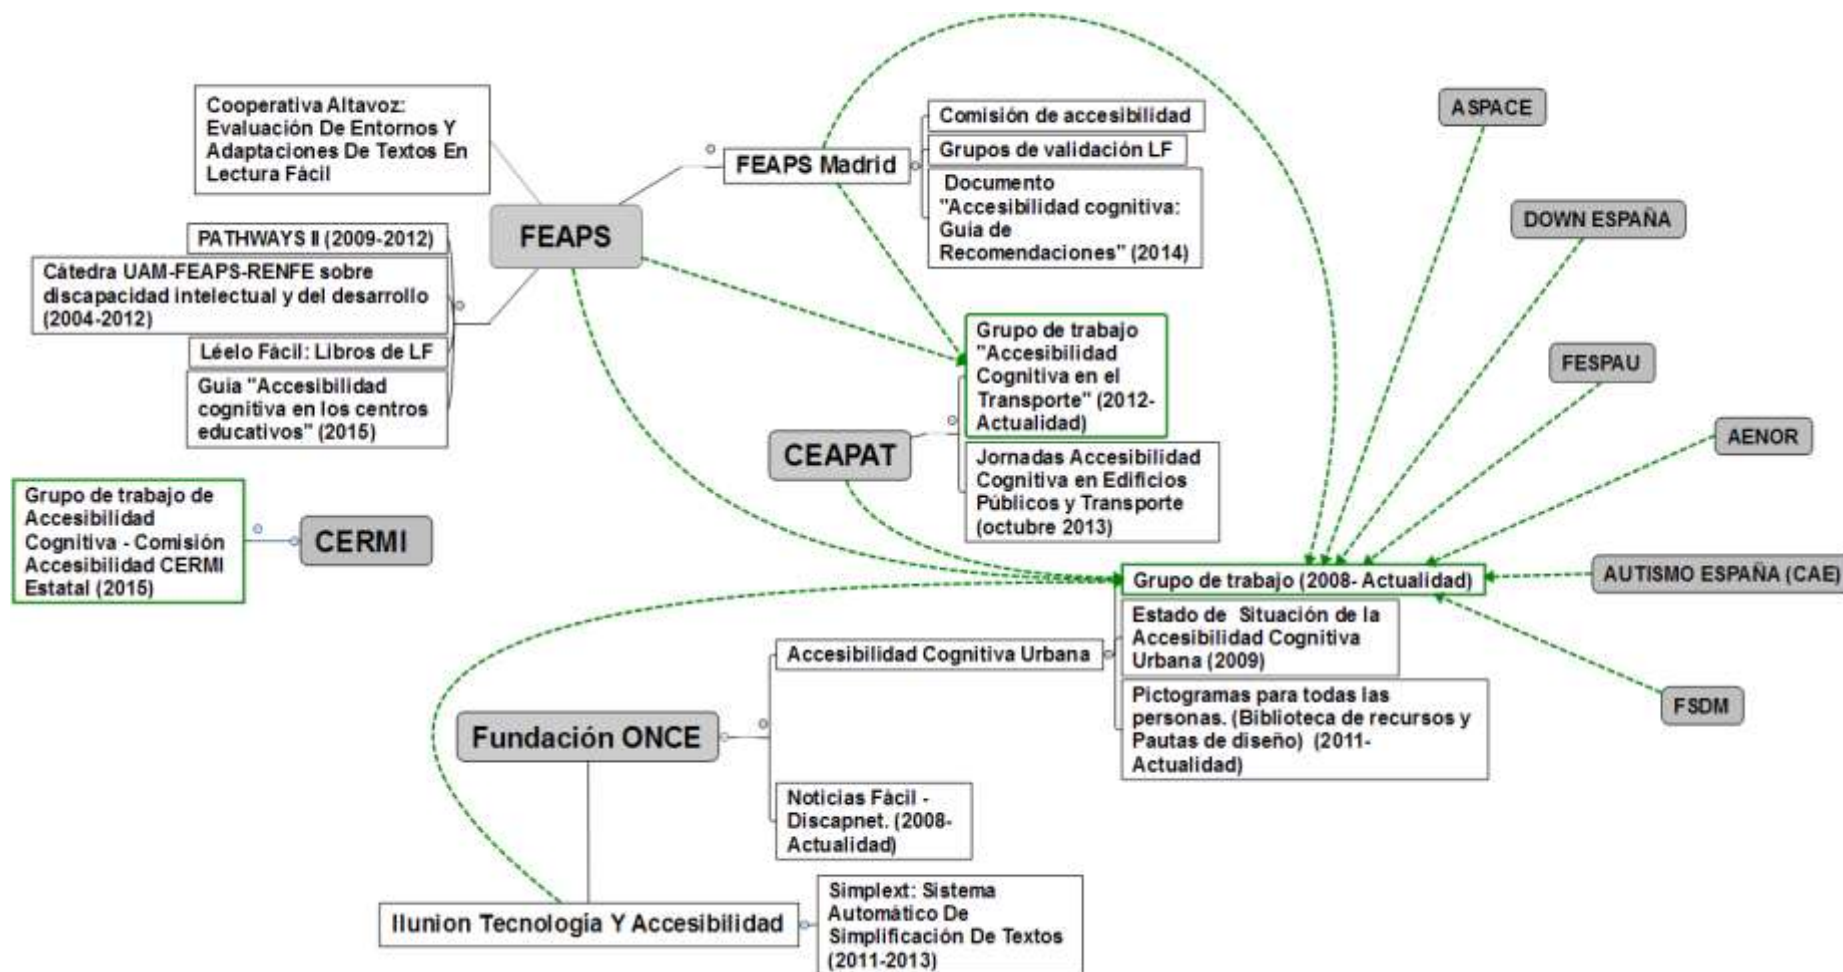 Cooperativa Altavoz:
Evaluación De Entornos Y
Adaptaciones De Textos En
Lectura Fácil
FEAPS
PATHWAYS II (2009-2012)
Cátedra UAM-FEAPS-RENFE sobre
discapacidad intelectual y del desarrollo
(2004-2012)
Léelo Fácil: Libros de LF
Guía "Accesibilidad
cognitiva en los centros
educativos" (2015)
FEAPS Madrid
Comisión de accesibilidad
Grupos de validación LF
Documento
"Accesibilidad cognitiva:
Guía de
Recomendaciones" (2014)
Grupo de trabajo
"Accesibilidad
Cognitiva en el
Transporte" (2012-
Actualidad)
CEAPAT
Jornadas Accesibilidad
Cognitiva en Edificios
Públicos y Transporte
(octubre 2013)
Grupo de trabajo de
Accesibilidad
Cognitiva - Comisión
Accesibilidad CERMI
Estatal (2015)
CERMI
ASPACE
DOWN ESPAÑA
FESPAU
AENOR
AUTISMO ESPAÑA (CAE)
FSDM
Grupo de trabajo (2008- Actualidad)
Estado de Situación de la
Accesibilidad Cognitiva
Urbana (2009)
Pictogramas para todas las
personas. (Biblioteca de recursos y
Pautas de diseño) (2011-
Actualidad)
Accesibilidad Cognitiva Urbana
Fundación ONCE
Noticias Fácil -
Discapnet. (2008-
Actualidad)
Ilunion Tecnología Y Accesibilidad
Simplext: Sistema
Automático De
Simplificación De Textos
(2011-2013)